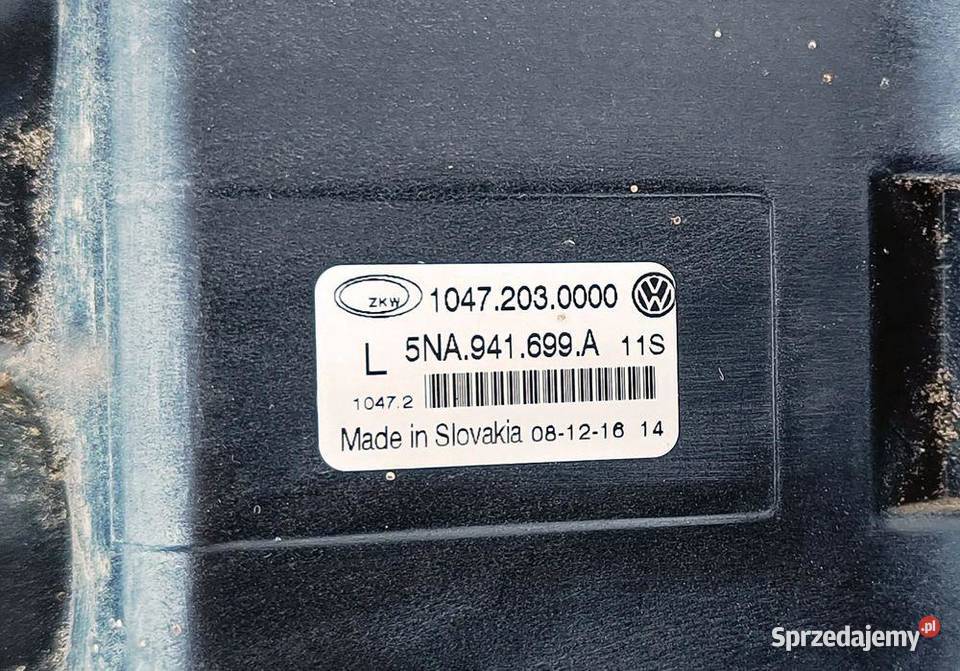 ZKW 1047.203.0000
L 5NA.941.699.A 11S
1047.2
Made in Slovakia 08-12-16 14
Sprzedajemy.pl